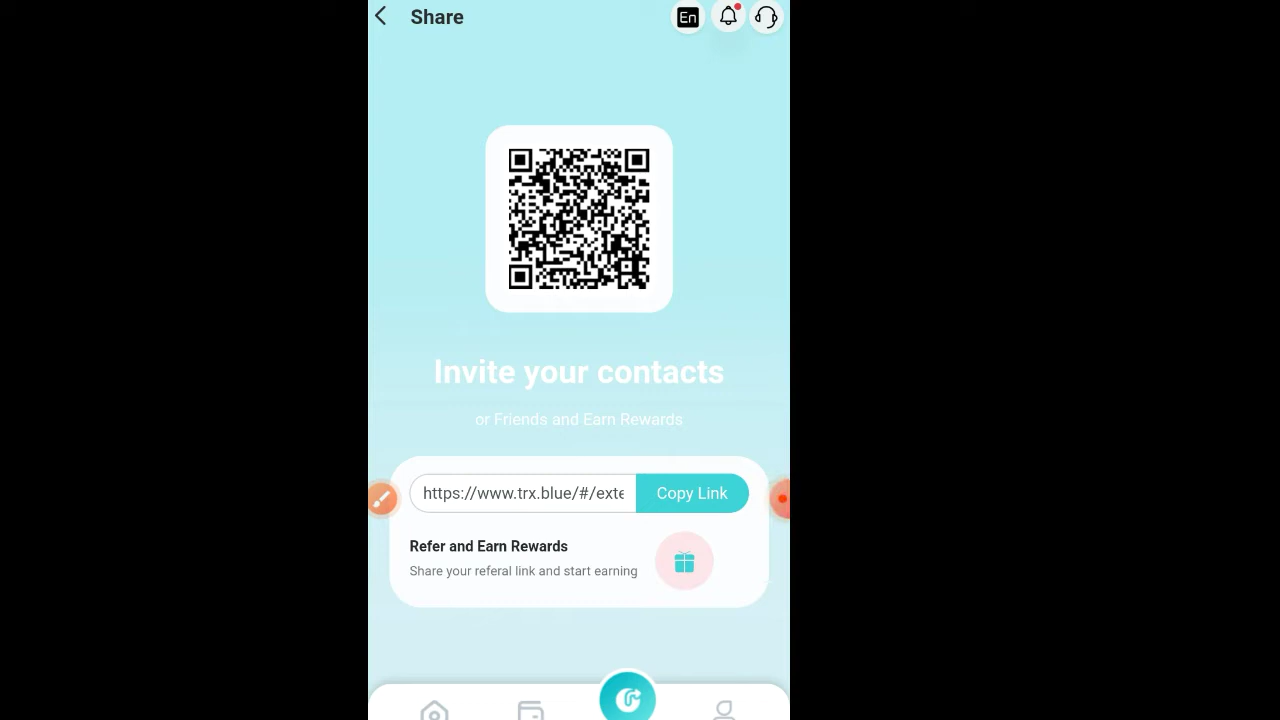 Share
En
Invite your contacts
or Friends and Earn Rewards
https://www.trx.blue/#/exte
Copy Link
Refer and Earn Rewards
Share your referal link and start earning